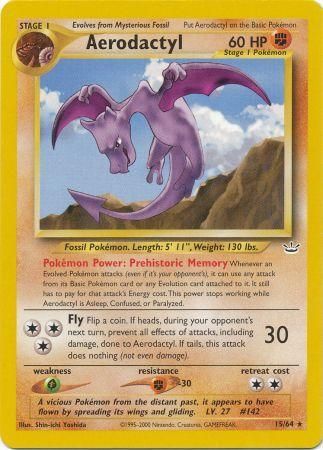 STAGE 1 Evolves from Mysterious Fossil Put Aerodactyl on the Basic Pokémon
Aerodactyl 60 HP
Stage 1 Pokémon
Fossil Pokémon. Length: 5' 11", Weight: 130 lbs.
Pokémon Power: Prehistoric Memory Whenever an
Evolved Pokémon attacks (even if it's your opponent's), it can use any attack
from its Basic Pokémon card or any Evolution card attached to it. It still
has to pay for that attack's Energy cost. This power stops working while
Aerodactyl is Asleep, Confused, or Paralyzed.
Fly Flip a coin. If heads, during your opponent's
next turn, prevent all effects of attacks, including
damage, done to Aerodactyl. If tails, this attack
does nothing (not even damage).
30
weakness resistance retreat cost
-30
A vicious Pokémon from the distant past, it appears to have
flown by spreading its wings and gliding. LV. 27 #142
Illus. Shin-ichi Yoshida ©1995-2000 Nintendo, Creatures, GAMEFREAK. 15/64 ★